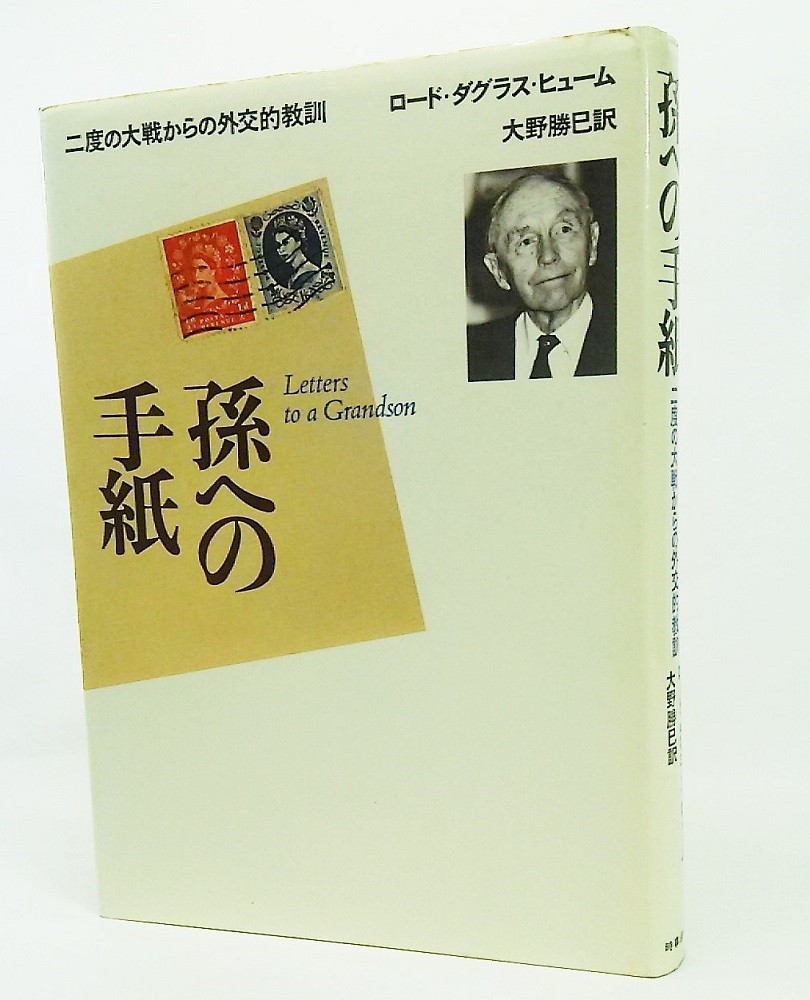 二度の大戦からの外交的教訓
ロード・ダグラス・ヒューム
大野勝巳訳
REVENUE
1d
Letters
to a Grandson
孫への
手紙
孫への手紙
二度の大戦からの外交的教訓
大野勝巳訳